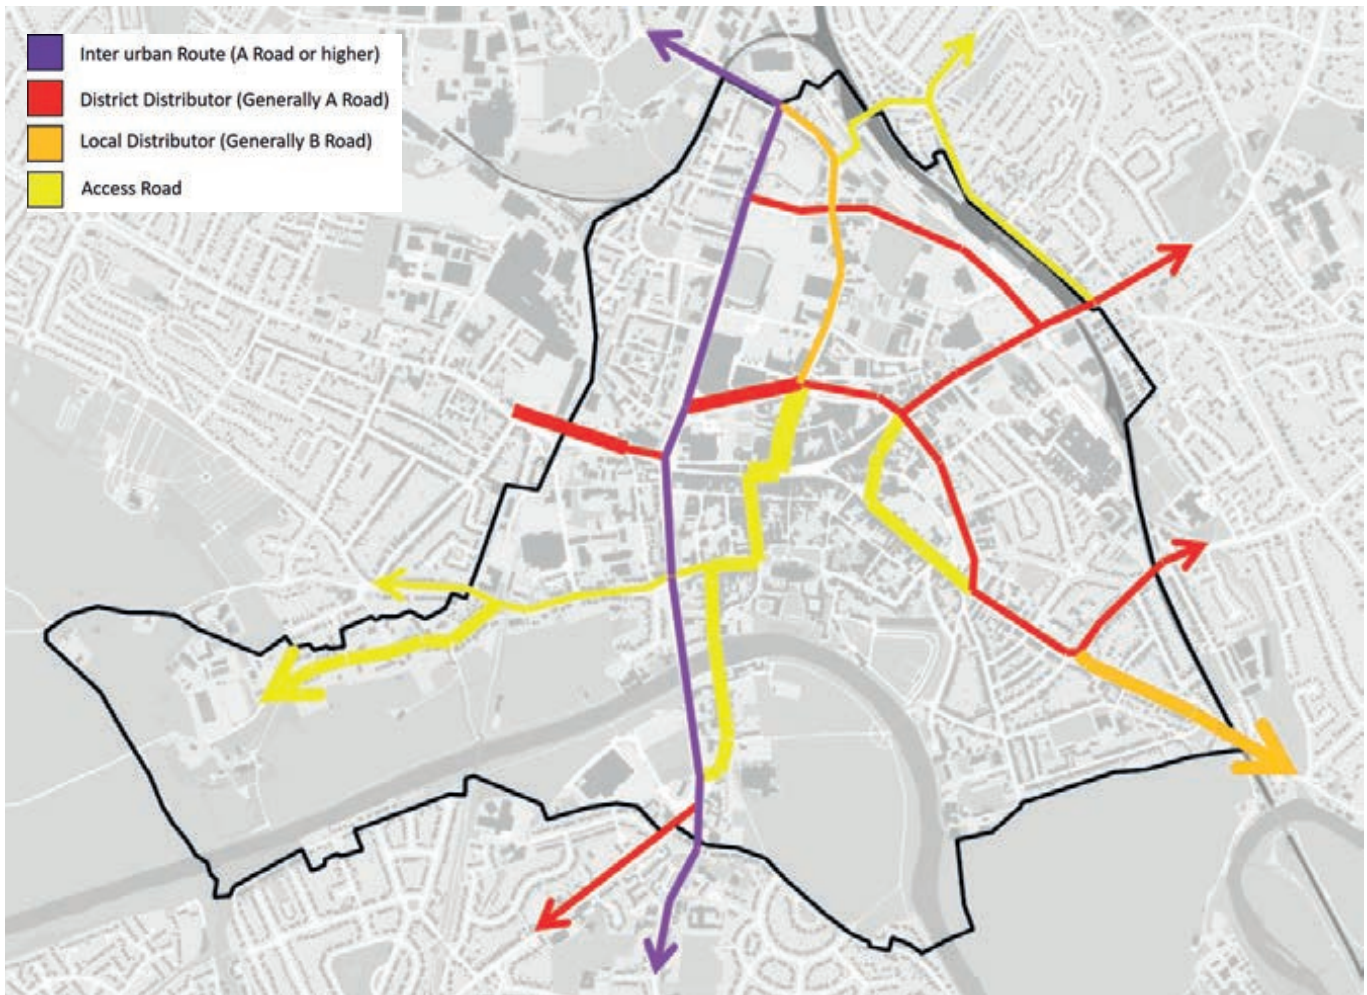 Inter urban Route (A Road or higher)
District Distributor (Generally A Road)
Local Distributor (Generally B Road)
Access Road